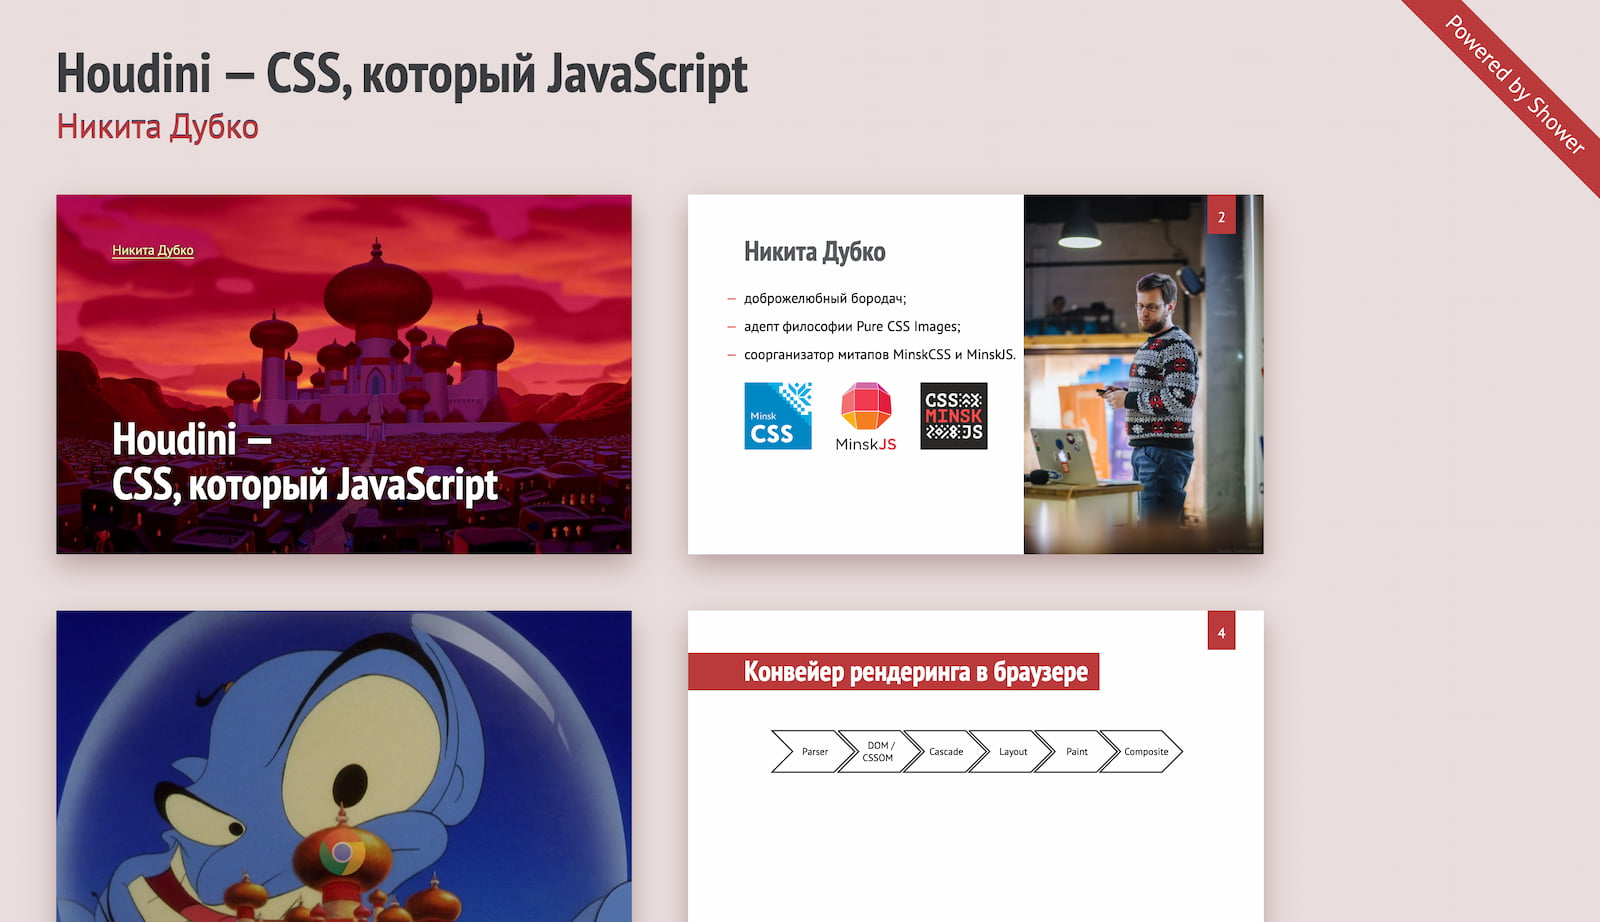 Houdini — CSS, который JavaScript
Никита Дубко
Powered by Shower
Никита Дубко
Houdini —
CSS, который JavaScript
2
Никита Дубко
— доброжелюбный бородач;
— адепт философии Pure CSS Images;
— соорганизатор митапов MinskCSS и MinskJS.
Minsk
CSS
MinskJS
CSS
MINSK
JS
4
Конвейер рендеринга в браузере
Parser
DOM /
CSSOM
Cascade
Layout
Paint
Composite